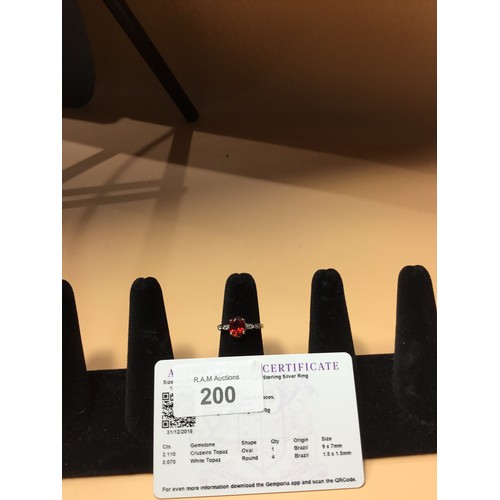 A CERTIFICATE
Size Sterling Silver Ring
R.A.M Auctions
200
31/12/2018
Cts Gemstone Shape Qty Origin Size
2.110 Cruzeiro Topaz Oval 1 Brazil 9 x 7mm
0.070 White Topaz Round 4 Brazil 1.5 x 1.5mm
For even more information download the Gemporia app and scan the QRCode.